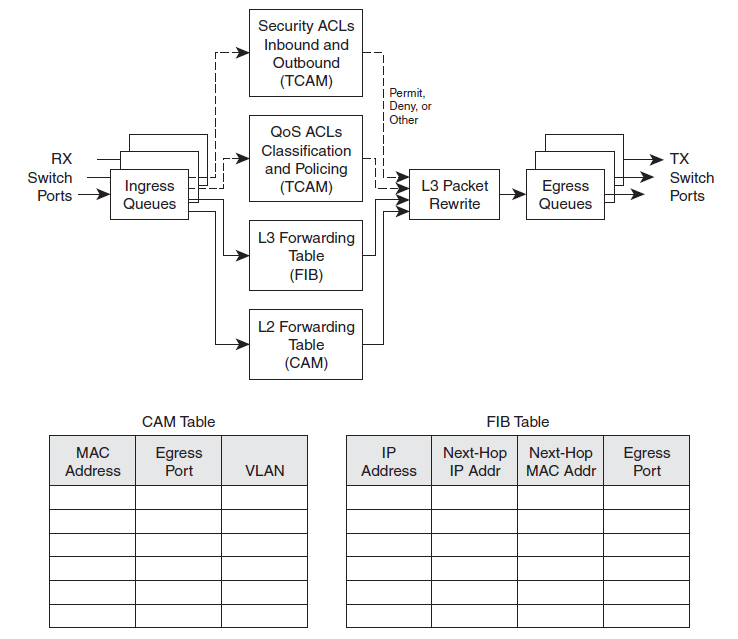 Security ACLs
Inbound and
Outbound
(TCAM)
Permit,
Deny, or
Other
QoS ACLs
Classification
and Policing
(TCAM)
RX
Switch
Ports
Ingress
Queues
L3 Packet
Rewrite
Egress
Queues
TX
Switch
Ports
L3 Forwarding
Table
(FIB)
L2 Forwarding
Table
(CAM)
CAM Table
MAC
Address
Egress
Port
VLAN
FIB Table
IP
Address
Next-Hop
IP Addr
Next-Hop
MAC Addr
Egress
Port